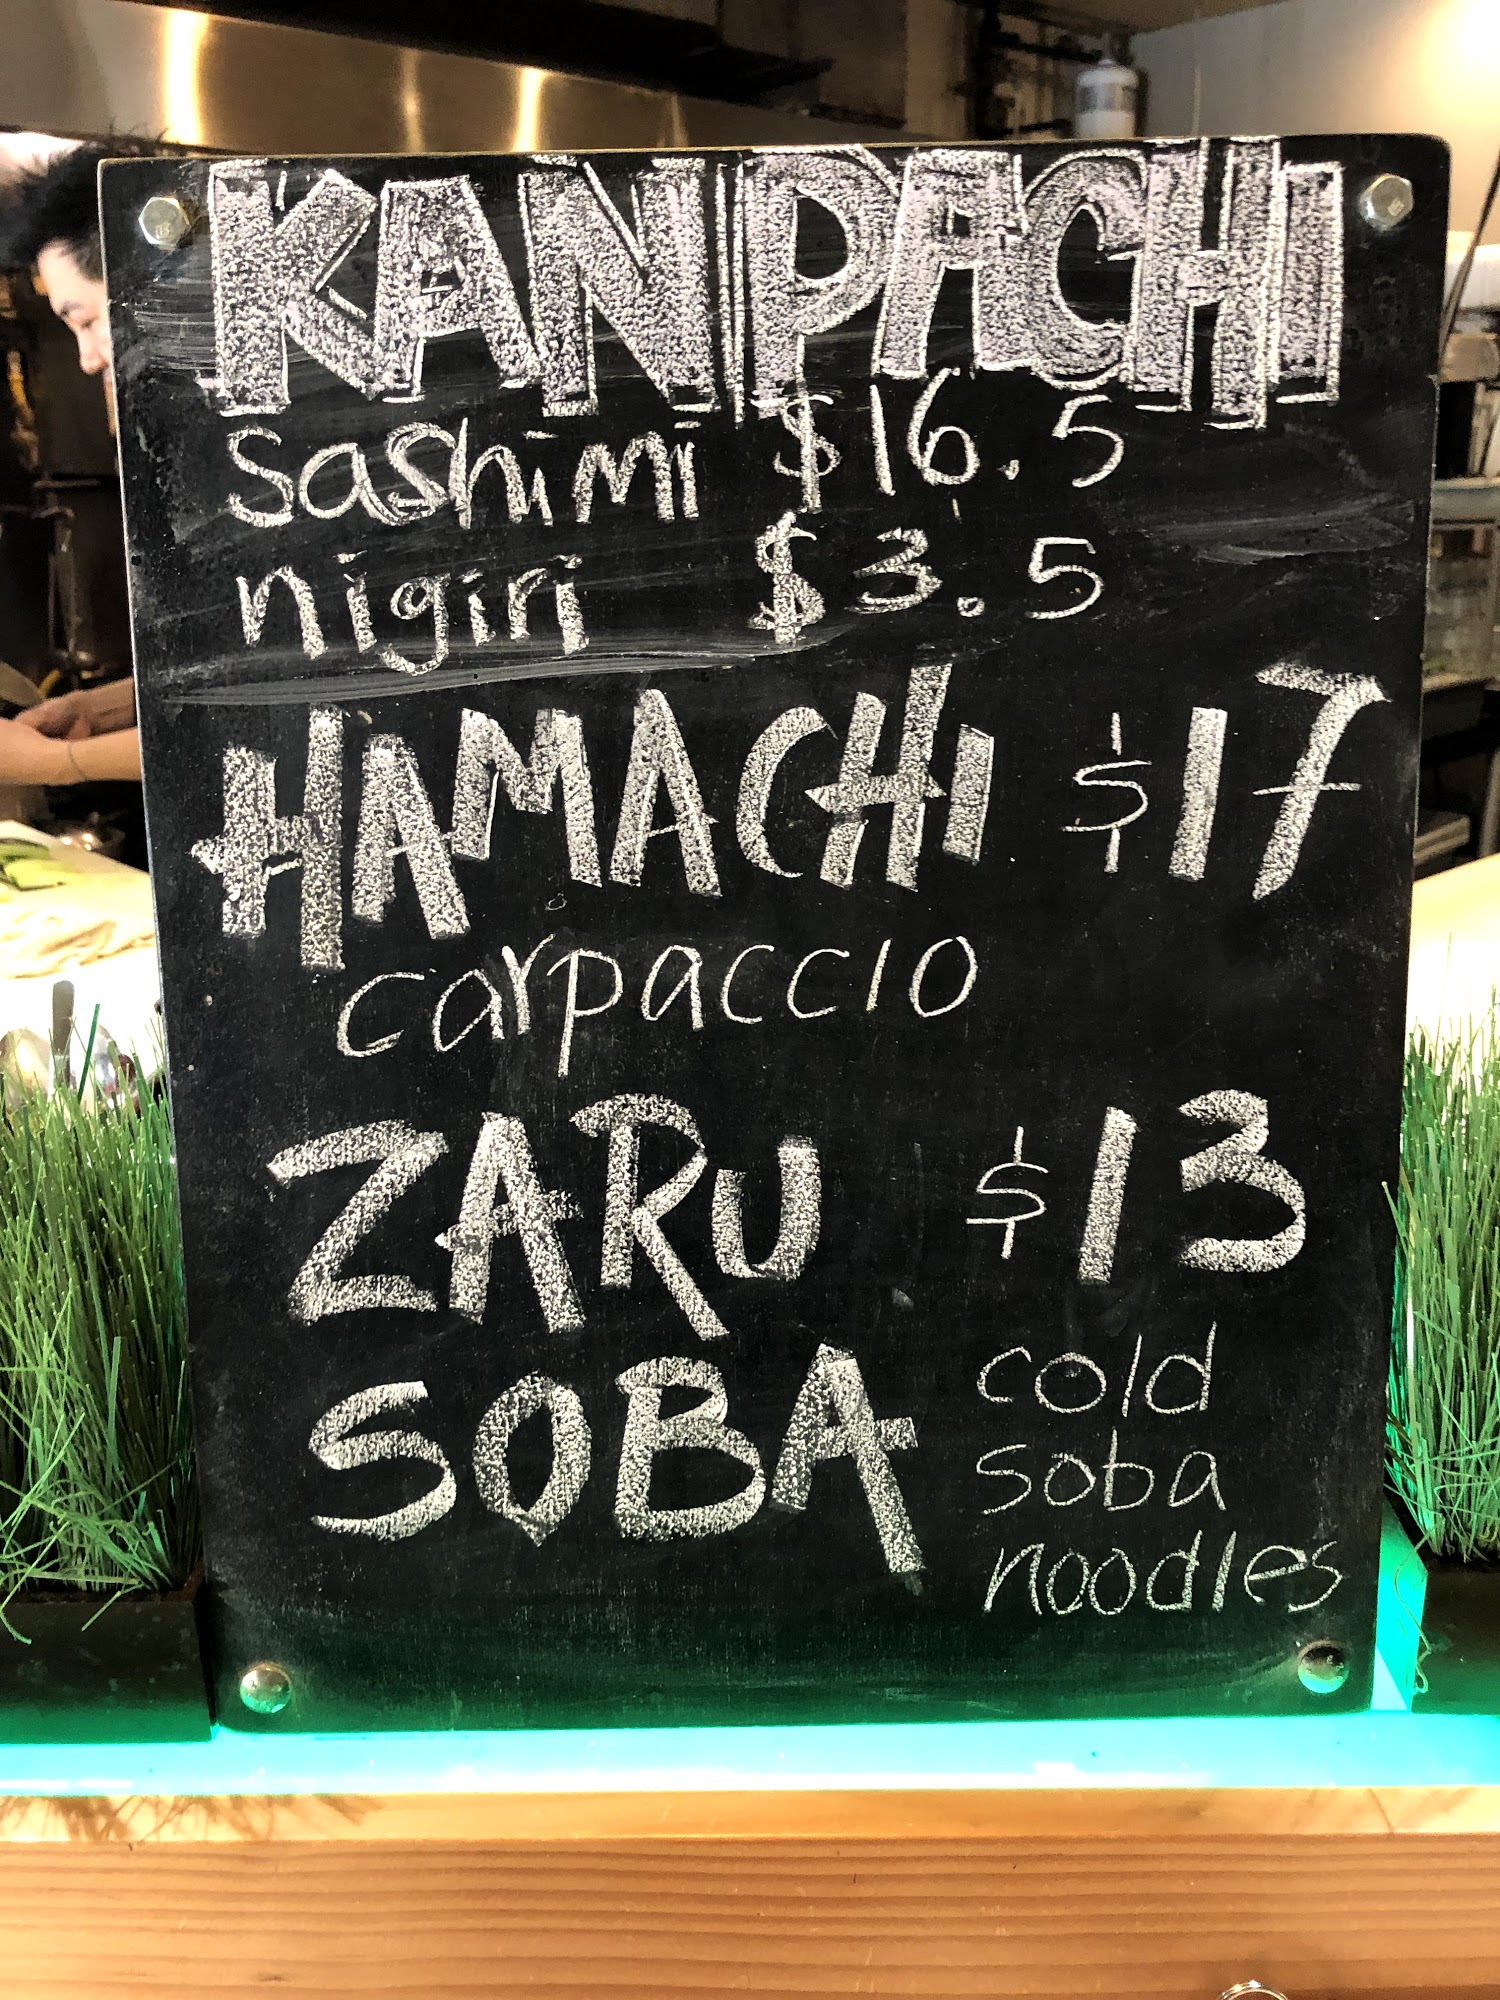 KANPACHI
sashimi $16.5
nigiri $3.5
HAMACHI $17
carpaccio
ZARU $13
SOBA cold
soba
noodles